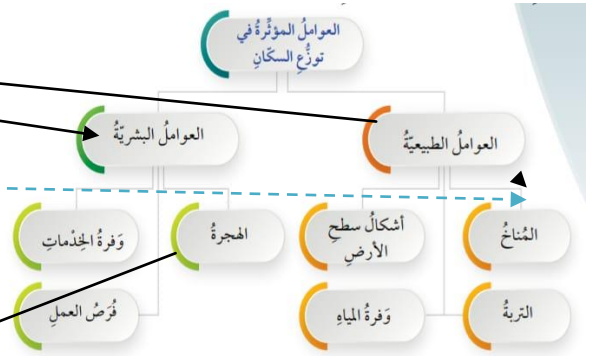 العواملُ المؤثِّرةُ في
توزُّعِ السكّانِ
العواملُ الطبيعيّةُ
العواملُ البشريّةُ
المُناخُ
أشكالُ سطحِ
الأرضِ
الهجرةُ
وَفرةُ الخِدْماتِ
التربةُ
وَفرةُ المياهِ
فُرَصُ العملِ